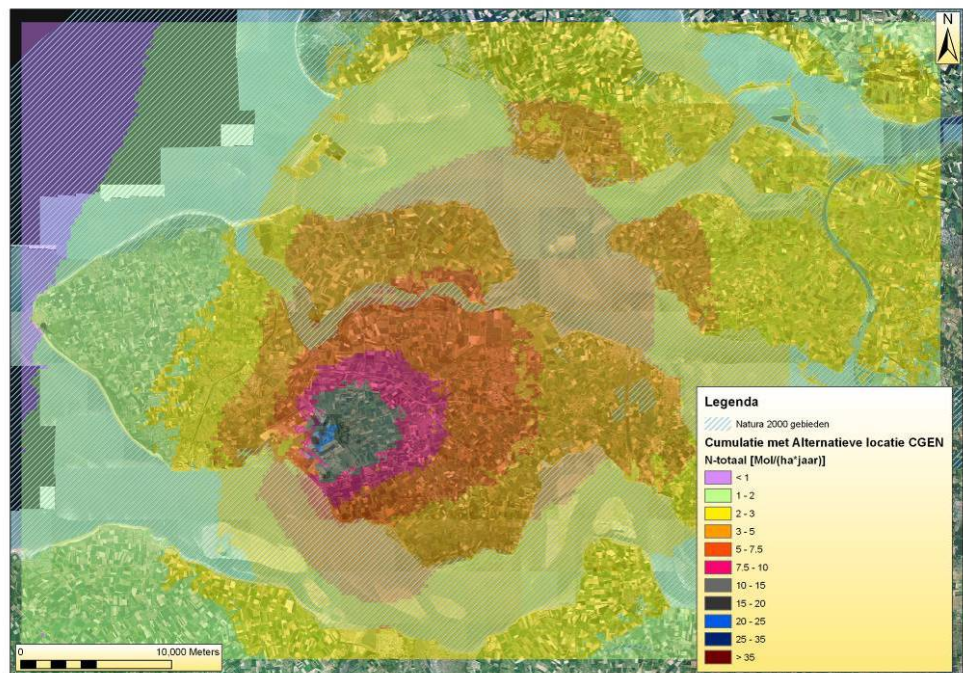 N
Legenda
Natura 2000 gebieden
Cumulatie met Alternatieve locatie CGEN
N-totaal [Mol/(ha*jaar)]
< 1
1 - 2
2 - 3
3 - 5
5 - 7.5
7.5 - 10
10 - 15
15 - 20
20 - 25
25 - 35
> 35
0
10,000 Meters